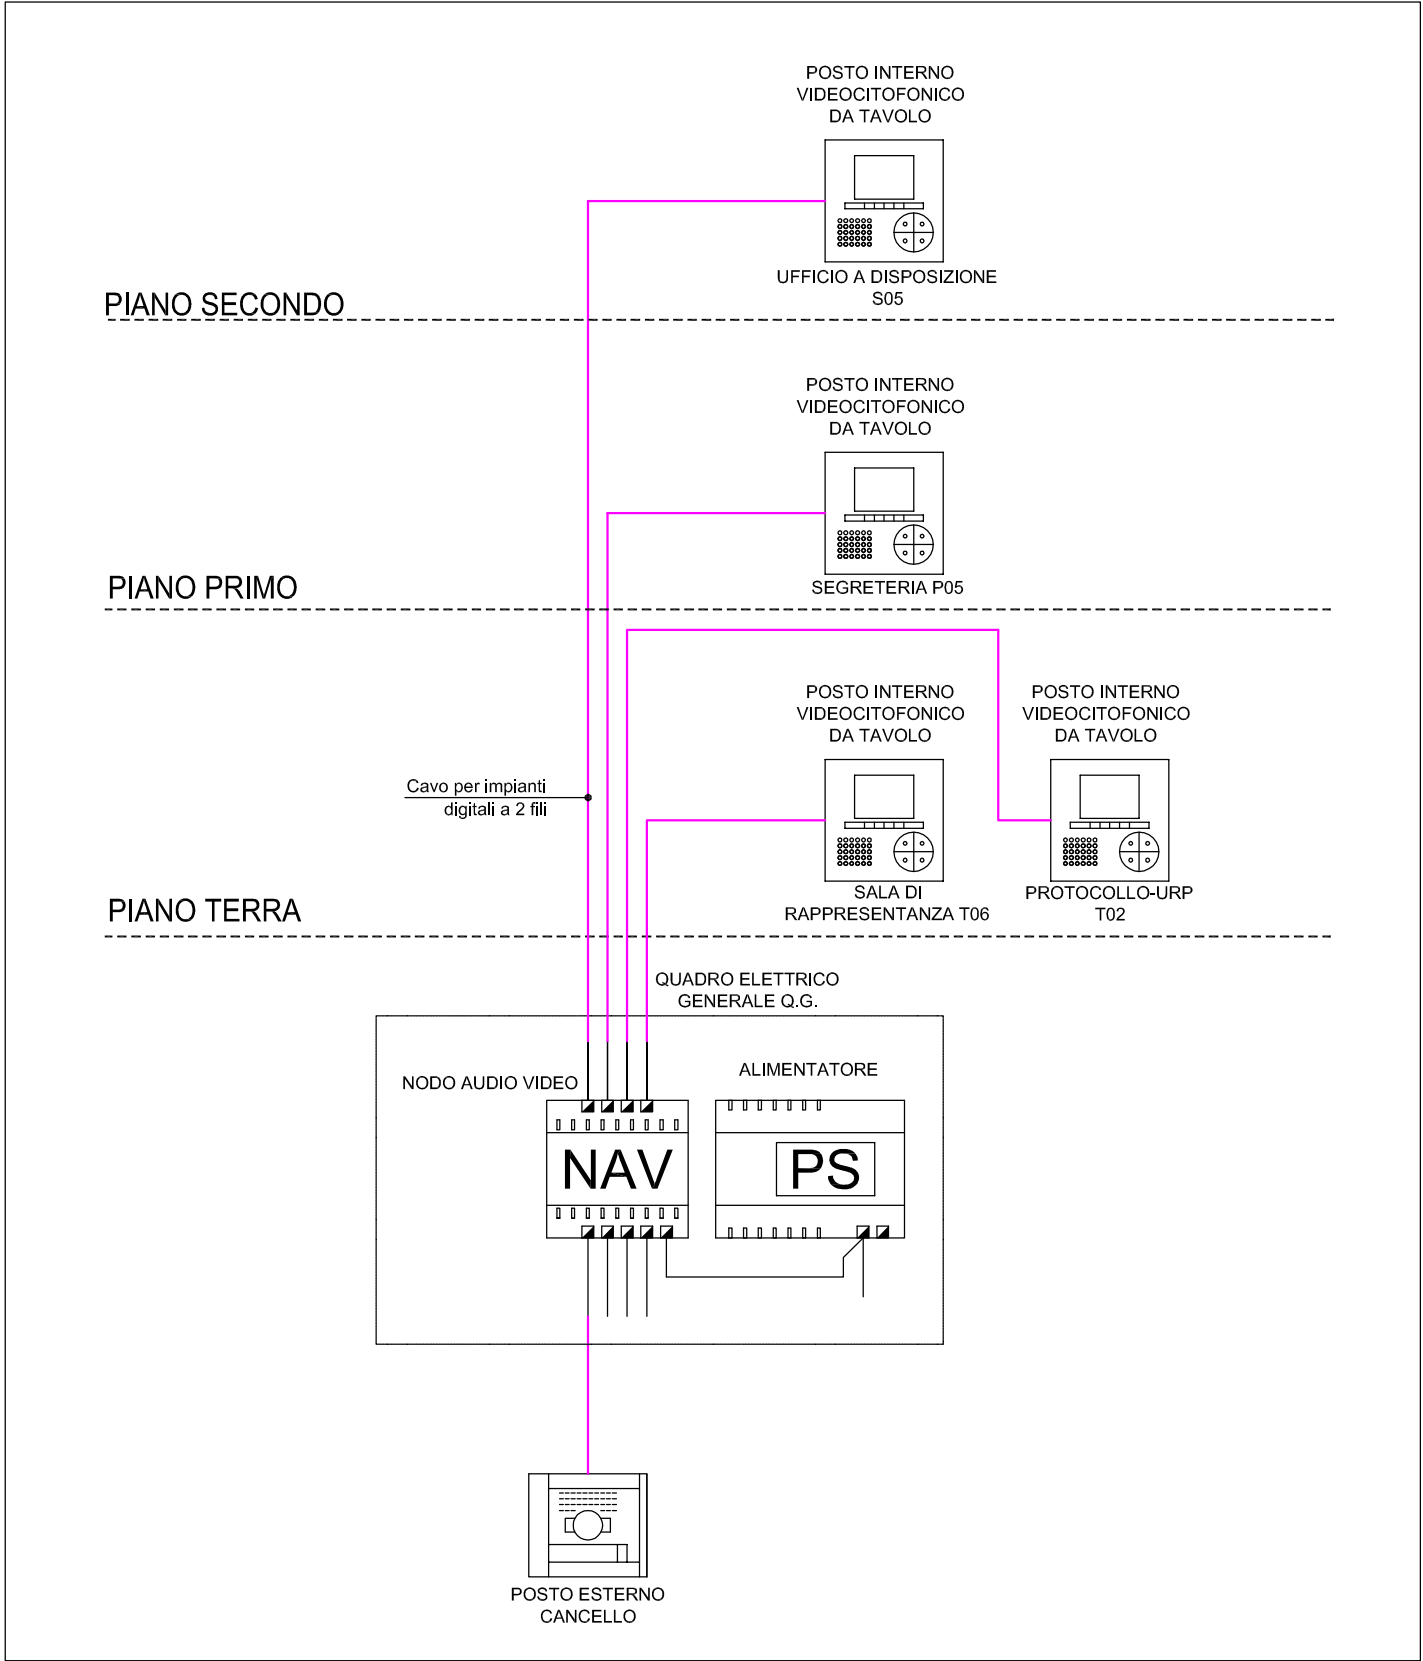 POSTO INTERNO
VIDEOCITOFONICO
DA TAVOLO
UFFICIO A DISPOSIZIONE
S05
PIANO SECONDO
POSTO INTERNO
VIDEOCITOFONICO
DA TAVOLO
SEGRETERIA P05
PIANO PRIMO
POSTO INTERNO
VIDEOCITOFONICO
DA TAVOLO
POSTO INTERNO
VIDEOCITOFONICO
DA TAVOLO
Cavo per impianti
digitali a 2 fili
SALA DI
RAPPRESENTANZA T06
PROTOCOLLO-URP
T02
PIANO TERRA
QUADRO ELETTRICO
GENERALE Q.G.
NODO AUDIO VIDEO
ALIMENTATORE
NAV
PS
POSTO ESTERNO
CANCELLO